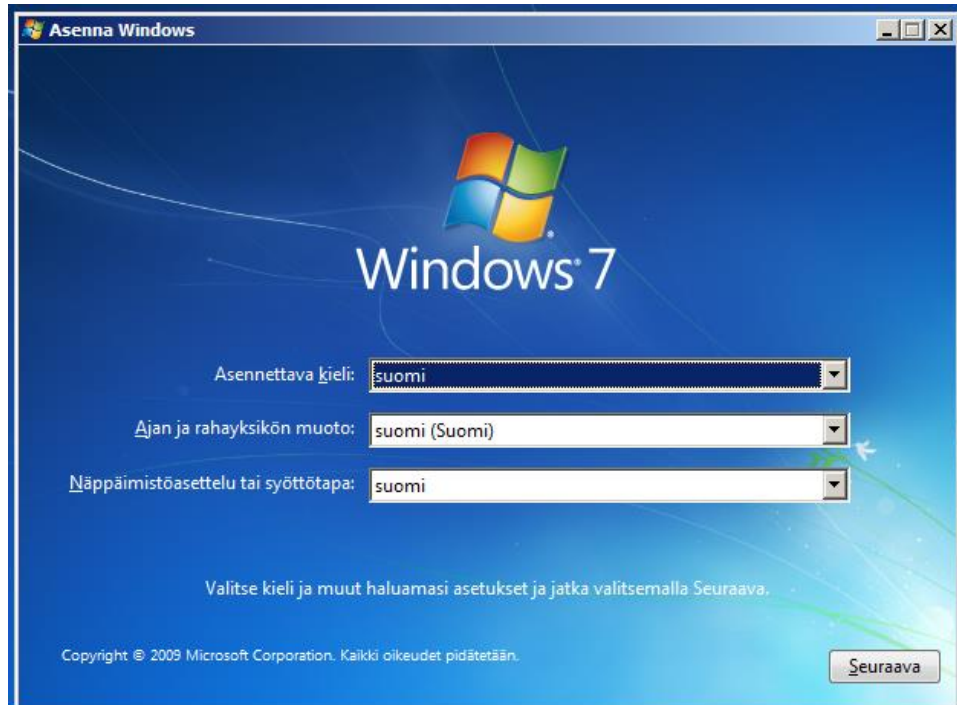 Asenna Windows
Windows® 7
Asennettava kieli: suomi
Ajan ja rahayksikön muoto: suomi (Suomi)
Näppäimistöasettelu tai syöttötapa: suomi
Valitse kieli ja muut haluamasi asetukset ja jatka valitsemalla Seuraava.
Copyright © 2009 Microsoft Corporation. Kaikki oikeudet pidätetään.
Seuraava